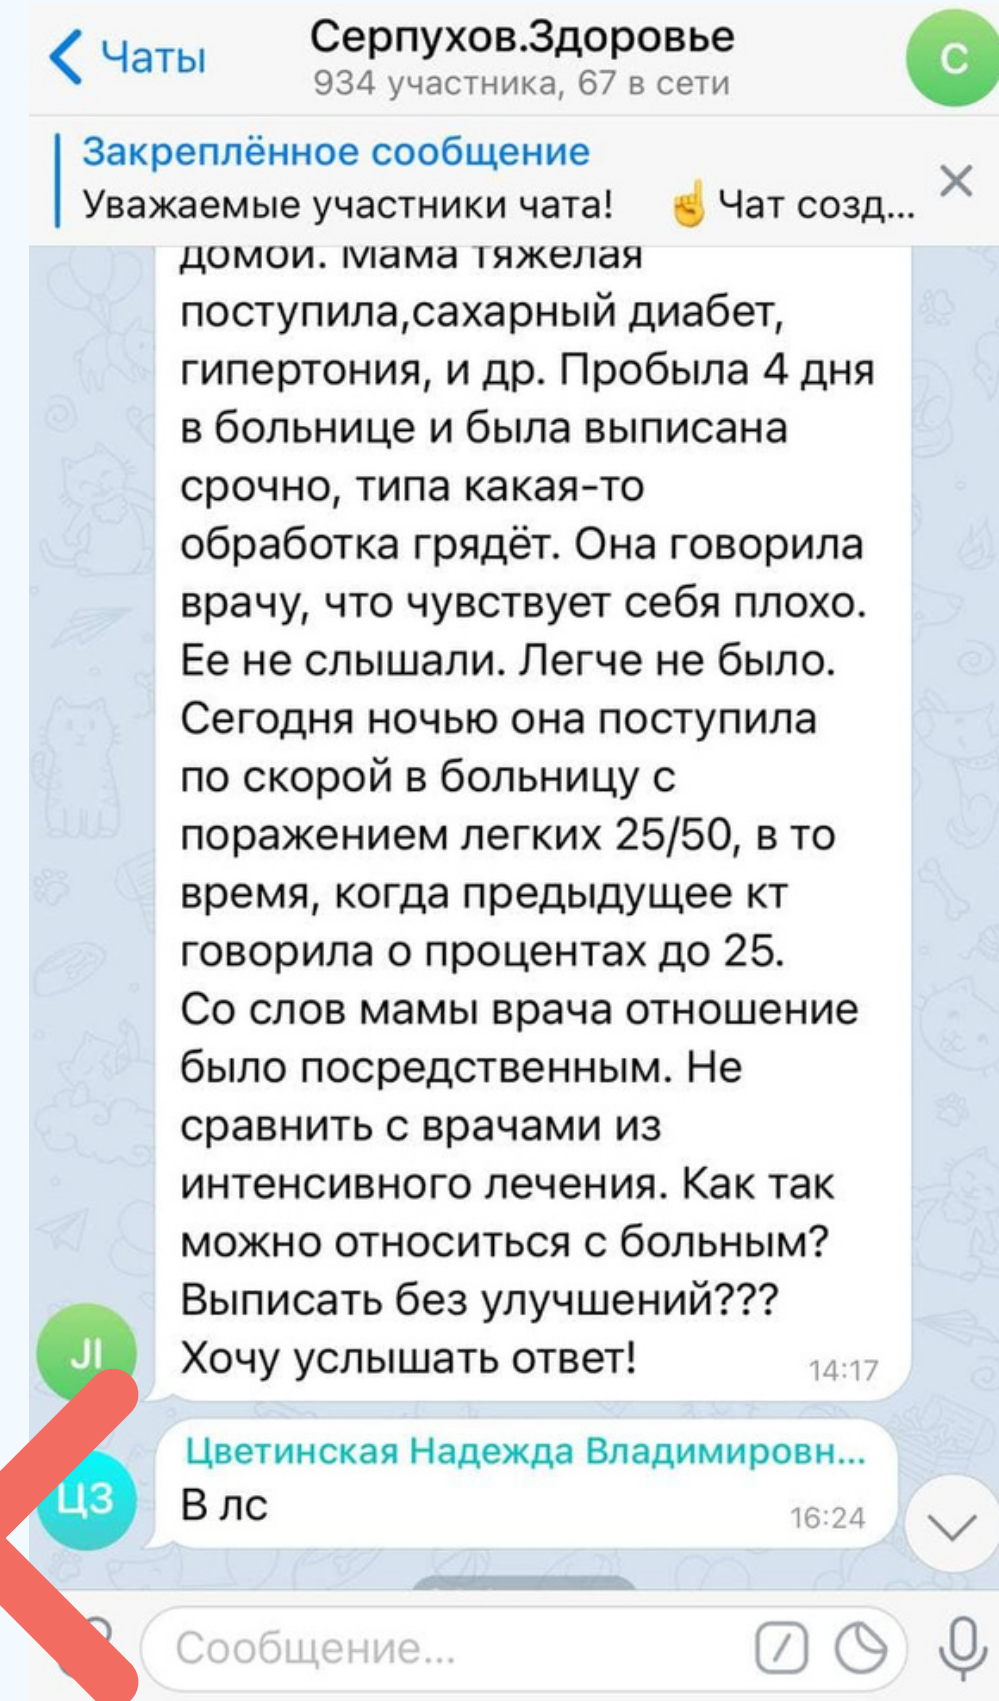 Чаты
Серпухов.Здоровье
934 участника, 67 в сети
С
Закреплённое сообщение
Уважаемые участники чата! ☝️ Чат созд...
домой. Мама тяжелая
поступила,сахарный диабет,
гипертония, и др. Пробыла 4 дня
в больнице и была выписана
срочно, типа какая-то
обработка грядёт. Она говорила
врачу, что чувствует себя плохо.
Ее не слышали. Легче не было.
Сегодня ночью она поступила
по скорой в больницу с
поражением легких 25/50, в то
время, когда предыдущее кт
говорила о процентах до 25.
Со слов мамы врача отношение
было посредственным. Не
сравнить с врачами из
интенсивного лечения. Как так
можно относиться с больным?
Выписать без улучшений???
Хочу услышать ответ!
14:17
JI
Цветинская Надежда Владимировн...
В лс
16:24
ЦЗ
Сообщение...